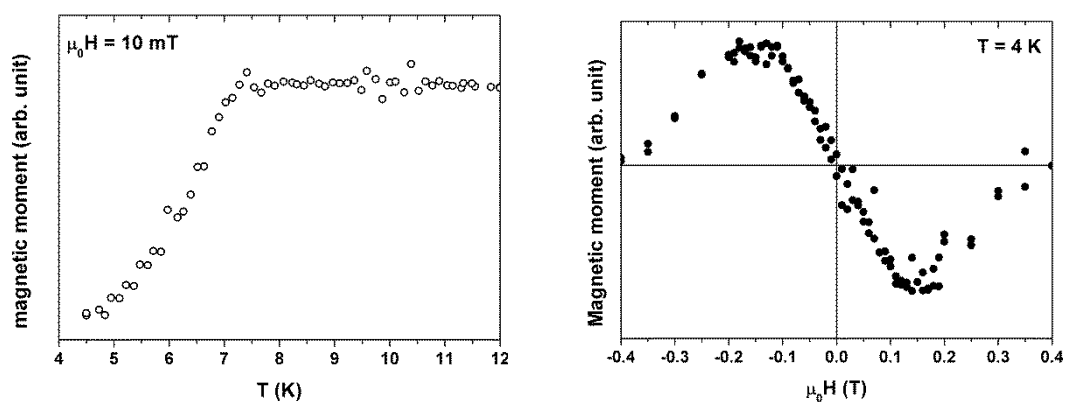 μ₀H = 10 mT
magnetic moment (arb. unit)
4 5 6 7 8 9 10 11 12
T (K)
T = 4 K
Magnetic moment (arb. unit)
-0.4 -0.3 -0.2 -0.1 0.0 0.1 0.2 0.3 0.4
μ₀H (T)